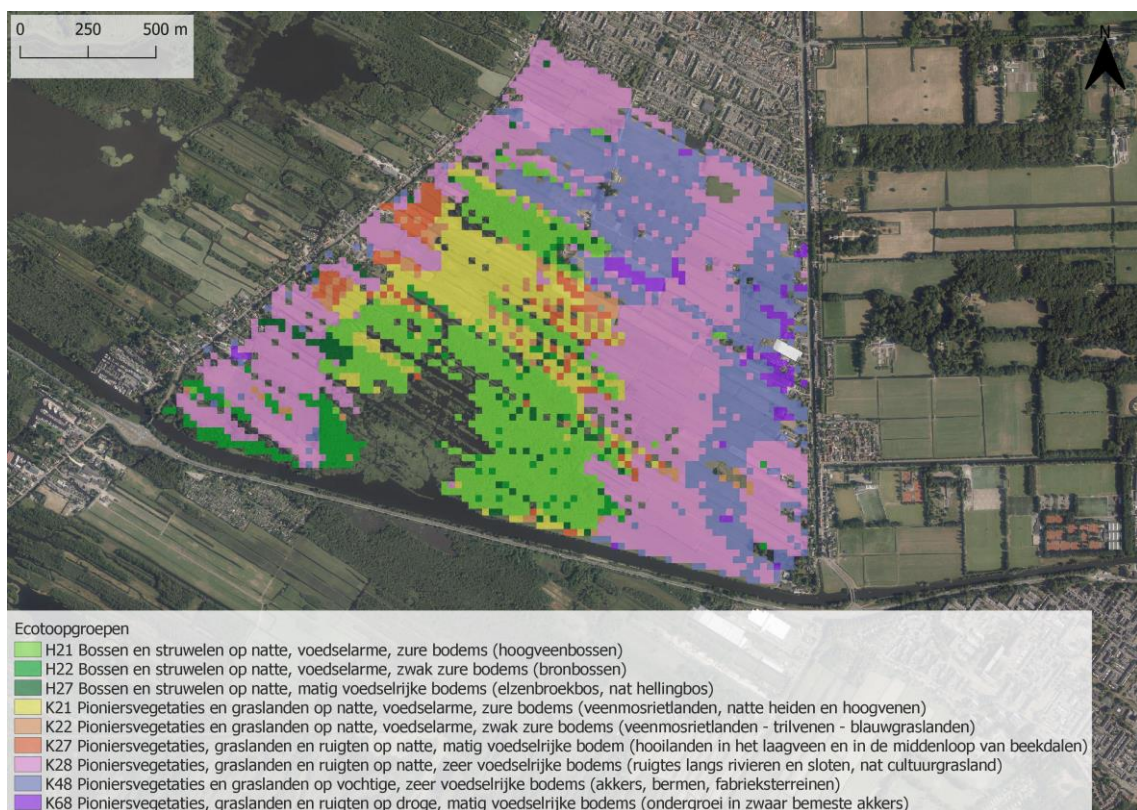 0 250 500 m
N
Ecotoopgroepen
H21 Bossen en struwelen op natte, voedselarme, zure bodems (hoogveenbossen)
H22 Bossen en struwelen op natte, voedselarme, zwak zure bodems (bronbossen)
H27 Bossen en struwelen op natte, matig voedselrijke bodems (elzenbroekbos, nat hellingbos)
K21 Pioniersvegetaties en graslanden op natte, voedselarme, zure bodems (veenmosrietlanden, natte heiden en hoogvenen)
K22 Pioniersvegetaties en graslanden op natte, voedselarme, zwak zure bodems (veenmosrietlanden - trilvenen - blauwgraslanden)
K27 Pioniersvegetaties, graslanden en ruigten op natte, matig voedselrijke bodem (hooilanden in het laagveen en in de middenloop van beekdalen)
K28 Pioniersvegetaties, graslanden en ruigten op natte, zeer voedselrijke bodems (ruigtes langs rivieren en sloten, nat cultuurgrasland)
K48 Pioniersvegetaties en graslanden op vochtige, zeer voedselrijke bodems (akkers, bermen, fabrieksterreinen)
K68 Pioniersvegetaties, graslanden en ruigten op droge, matig voedselrijke bodems (ondergroei in zwaar bemeste akkers)